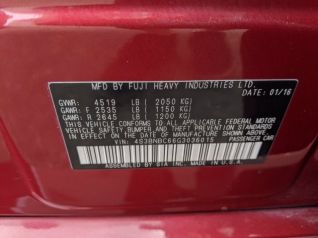 MFD. BY FUJI HEAVY INDUSTRIES LTD.
DATE: 01/16
GVWR: 4519 LB ( 2050 KG)
GAWR: F 2535 LB ( 1150 KG)
GAWR: R 2645 LB ( 1200 KG)
THIS VEHICLE CONFORMS TO ALL APPLICABLE FEDERAL MOTOR VEHICLE
SAFETY, BUMPER, AND THEFT PREVENTION STANDARDS
IN EFFECT ON THE DATE OF MANUFACTURE SHOWN ABOVE.
VIN: 4S3BNBC66G3036015 PASSENGER CAR
MADE IN U.S.A.